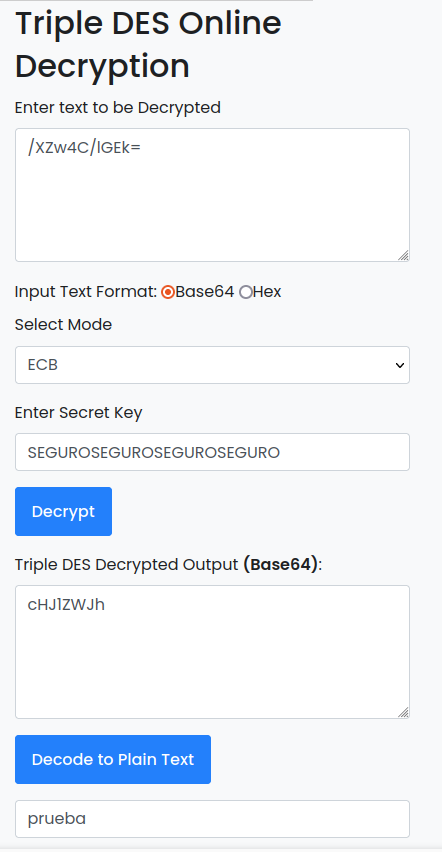 Triple DES Online
Decryption
Enter text to be Decrypted
/XZw4C/lGEk=
Input Text Format: Base64 Hex
Select Mode
ECB
Enter Secret Key
SEGUROSEGUROSEGUROSEGURO
Decrypt
Triple DES Decrypted Output (Base64):
cHJ1ZWJh
Decode to Plain Text
prueba